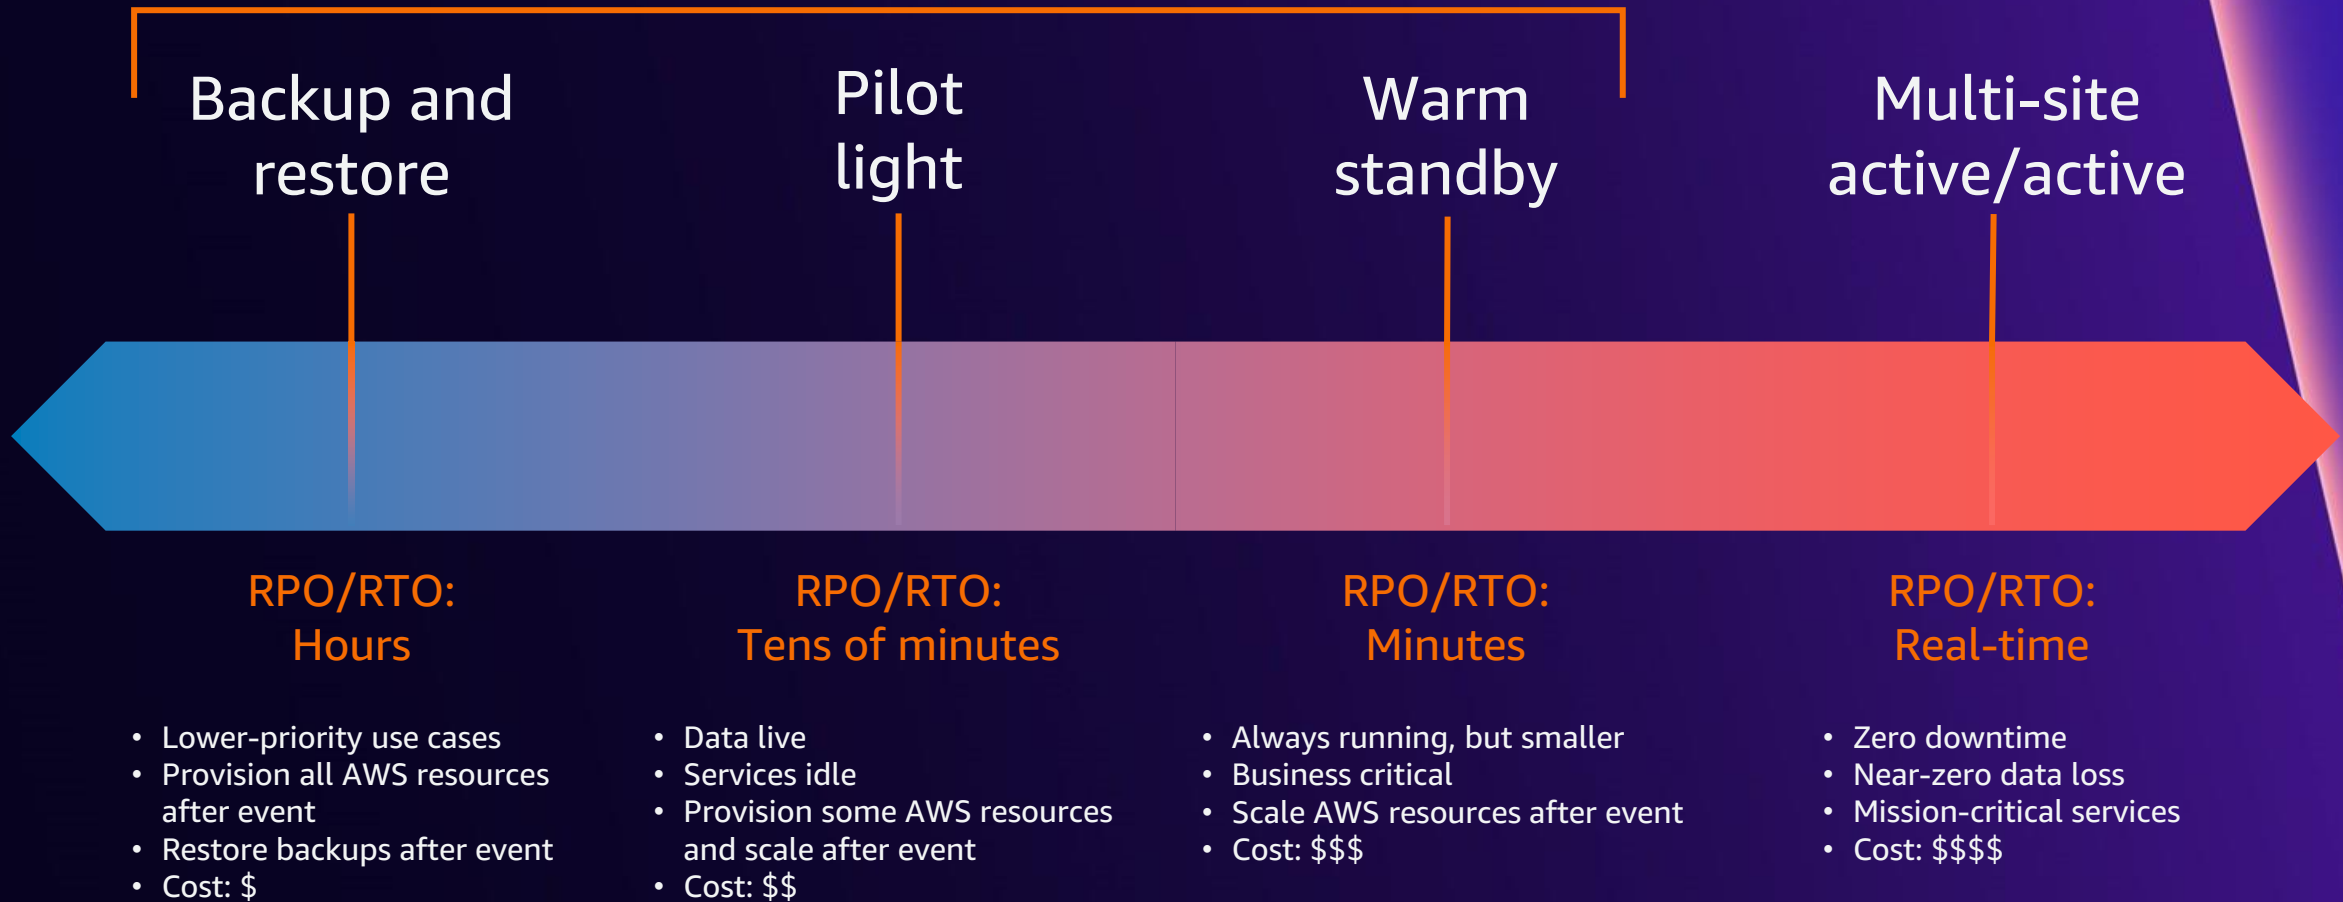 Backup and
restore
Pilot
light
Warm
standby
Multi-site
active/active
RPO/RTO:
Hours
RPO/RTO:
Tens of minutes
RPO/RTO:
Minutes
RPO/RTO:
Real-time
• Lower-priority use cases
• Provision all AWS resources
after event
• Restore backups after event
• Cost: $
• Data live
• Services idle
• Provision some AWS resources
and scale after event
• Cost: $$
• Always running, but smaller
• Business critical
• Scale AWS resources after event
• Cost: $$$
• Zero downtime
• Near-zero data loss
• Mission-critical services
• Cost: $$$$